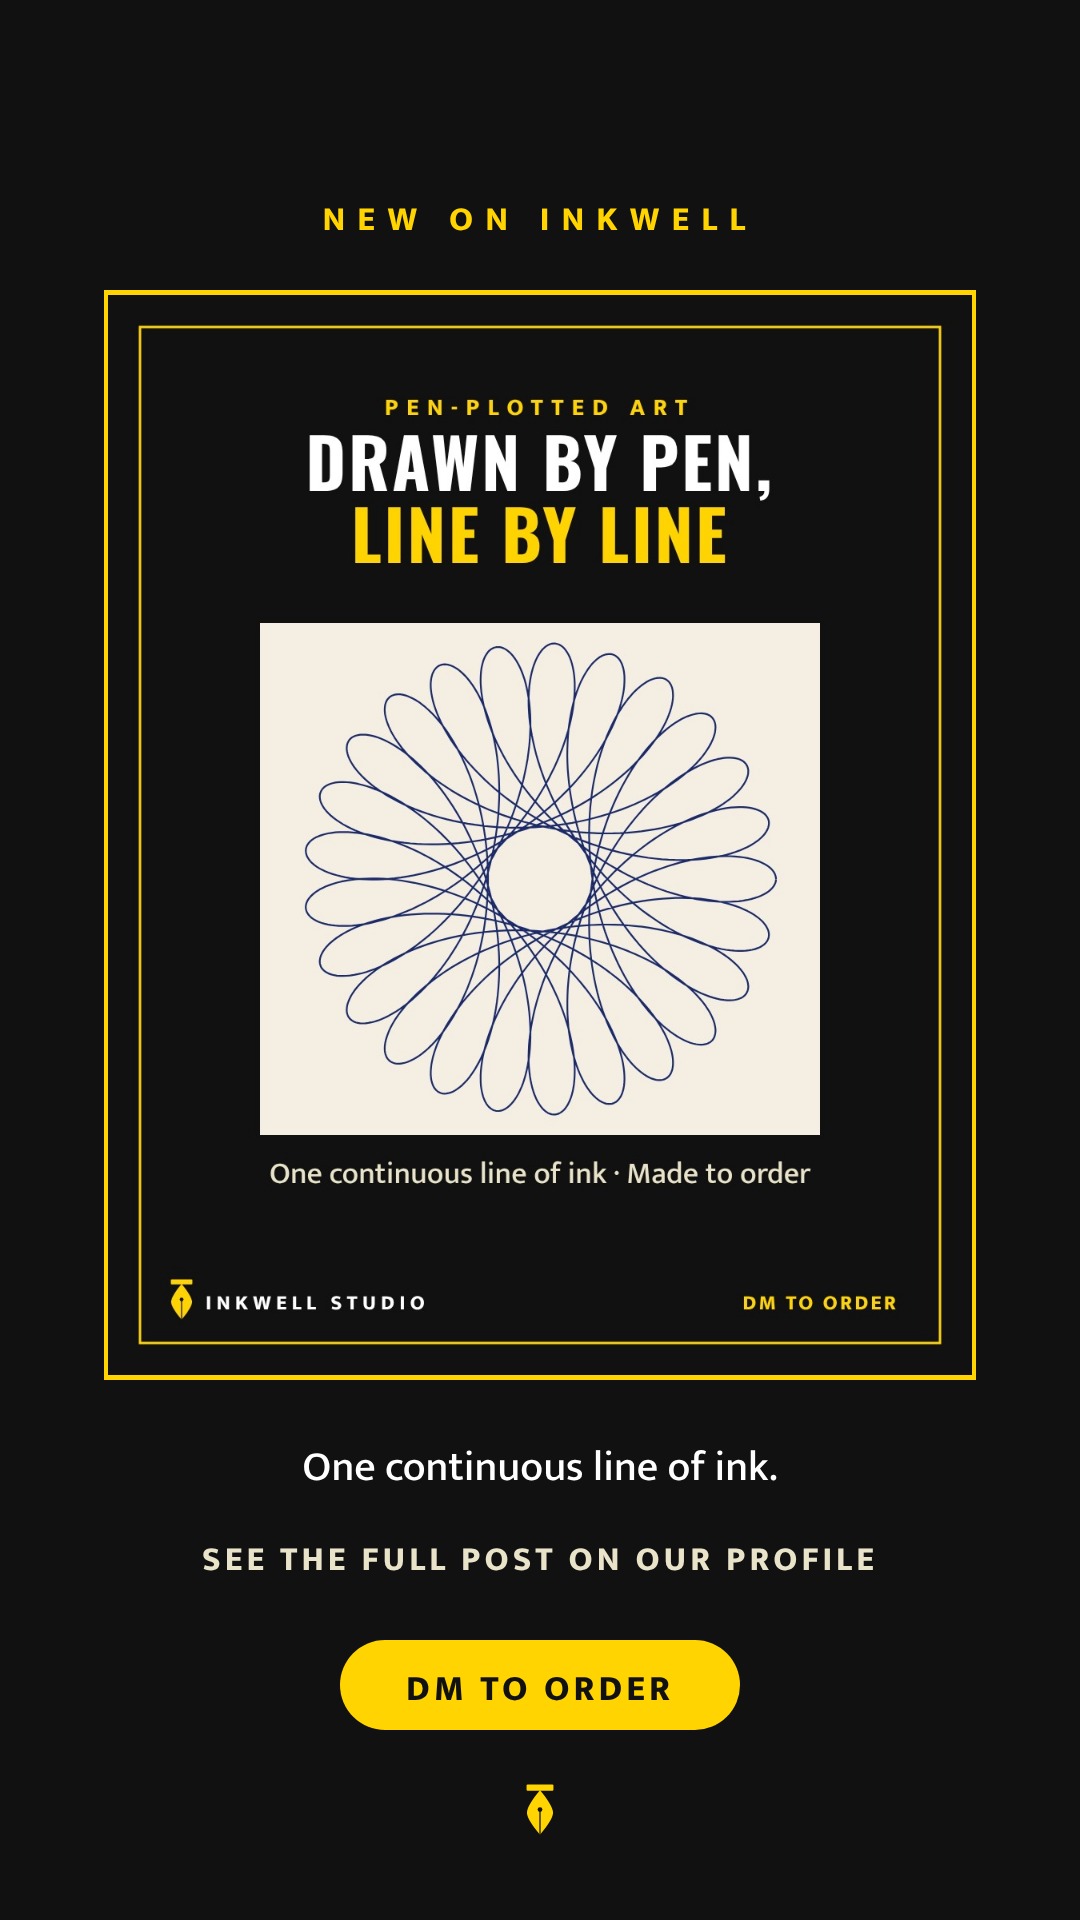 NEW ON INKWELL
PEN-PLOTTED ART
DRAWN BY PEN,
LINE BY LINE
One continuous line of ink · Made to order
INKWELL STUDIO
DM TO ORDER
One continuous line of ink.
SEE THE FULL POST ON OUR PROFILE
DM TO ORDER